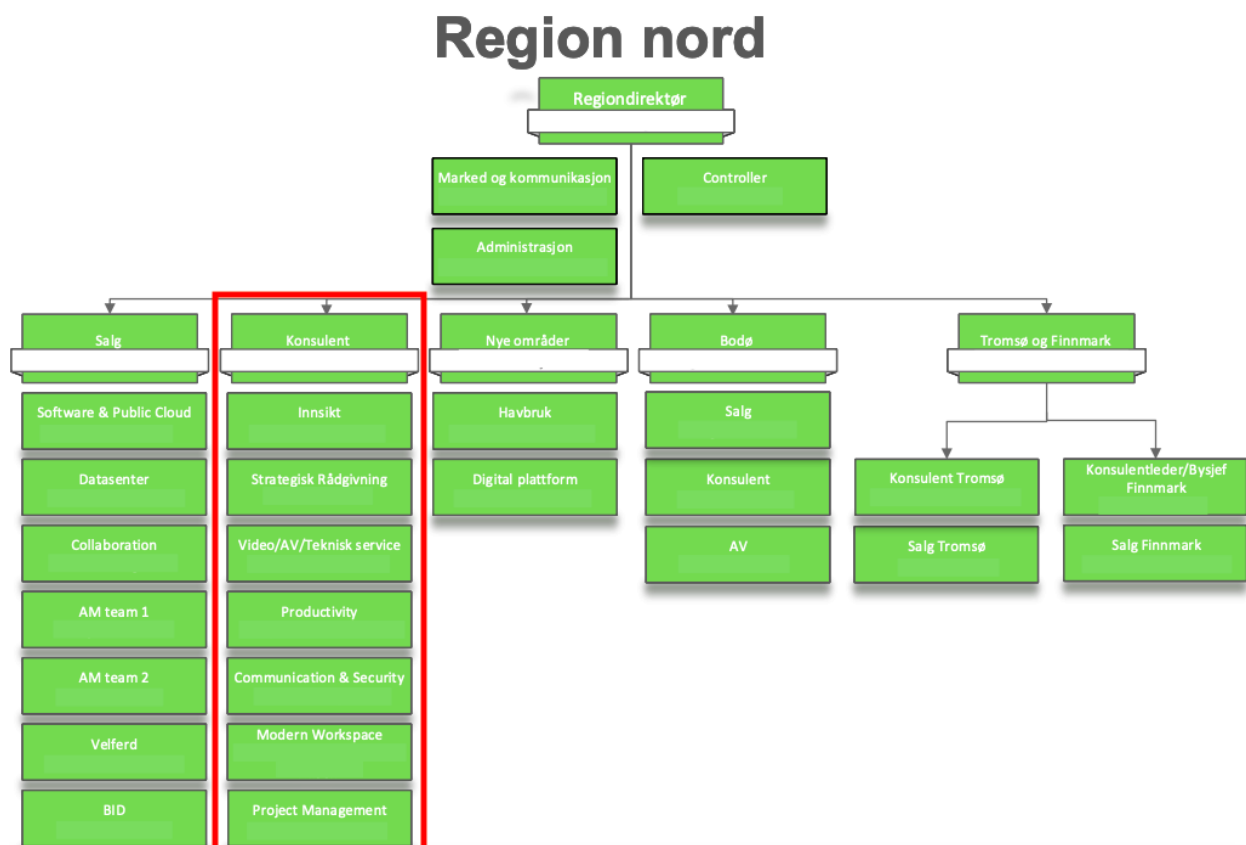 Region nord
Regiondirektør
Marked og kommunikasjon
Controller
Administrasjon
Salg
Konsulent
Nye områder
Bodø
Tromsø og Finnmark
Software & Public Cloud
Innsikt
Havbruk
Salg
Datasenter
Strategisk Rådgivning
Digital plattform
Konsulent
Konsulent Tromsø
Konsulentleder/Bysjef
Finnmark
Collaboration
Video/AV/Teknisk service
AV
Salg Tromsø
Salg Finnmark
AM team 1
Productivity
AM team 2
Communication & Security
Velferd
Modern Workspace
BID
Project Management